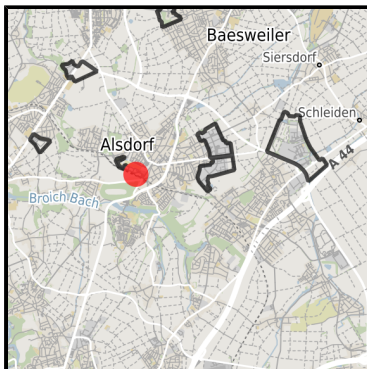 Baesweiler
Siersdorf
Schleiden
Alsdorf
A 44
Broich Bach